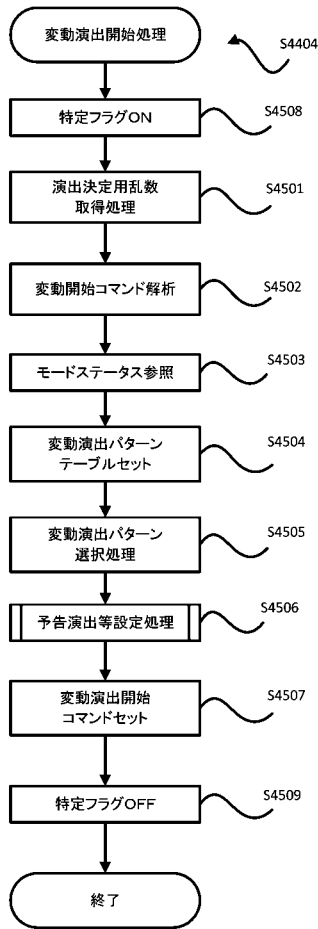 変動演出開始処理
S4404
特定フラグON
S4508
演出決定用乱数
取得処理
S4501
変動開始コマンド解析
S4502
モードステータス参照
S4503
変動演出パターン
テーブルセット
S4504
変動演出パターン
選択処理
S4505
予告演出等設定処理
S4506
変動演出開始
コマンドセット
S4507
特定フラグOFF
S4509
終了